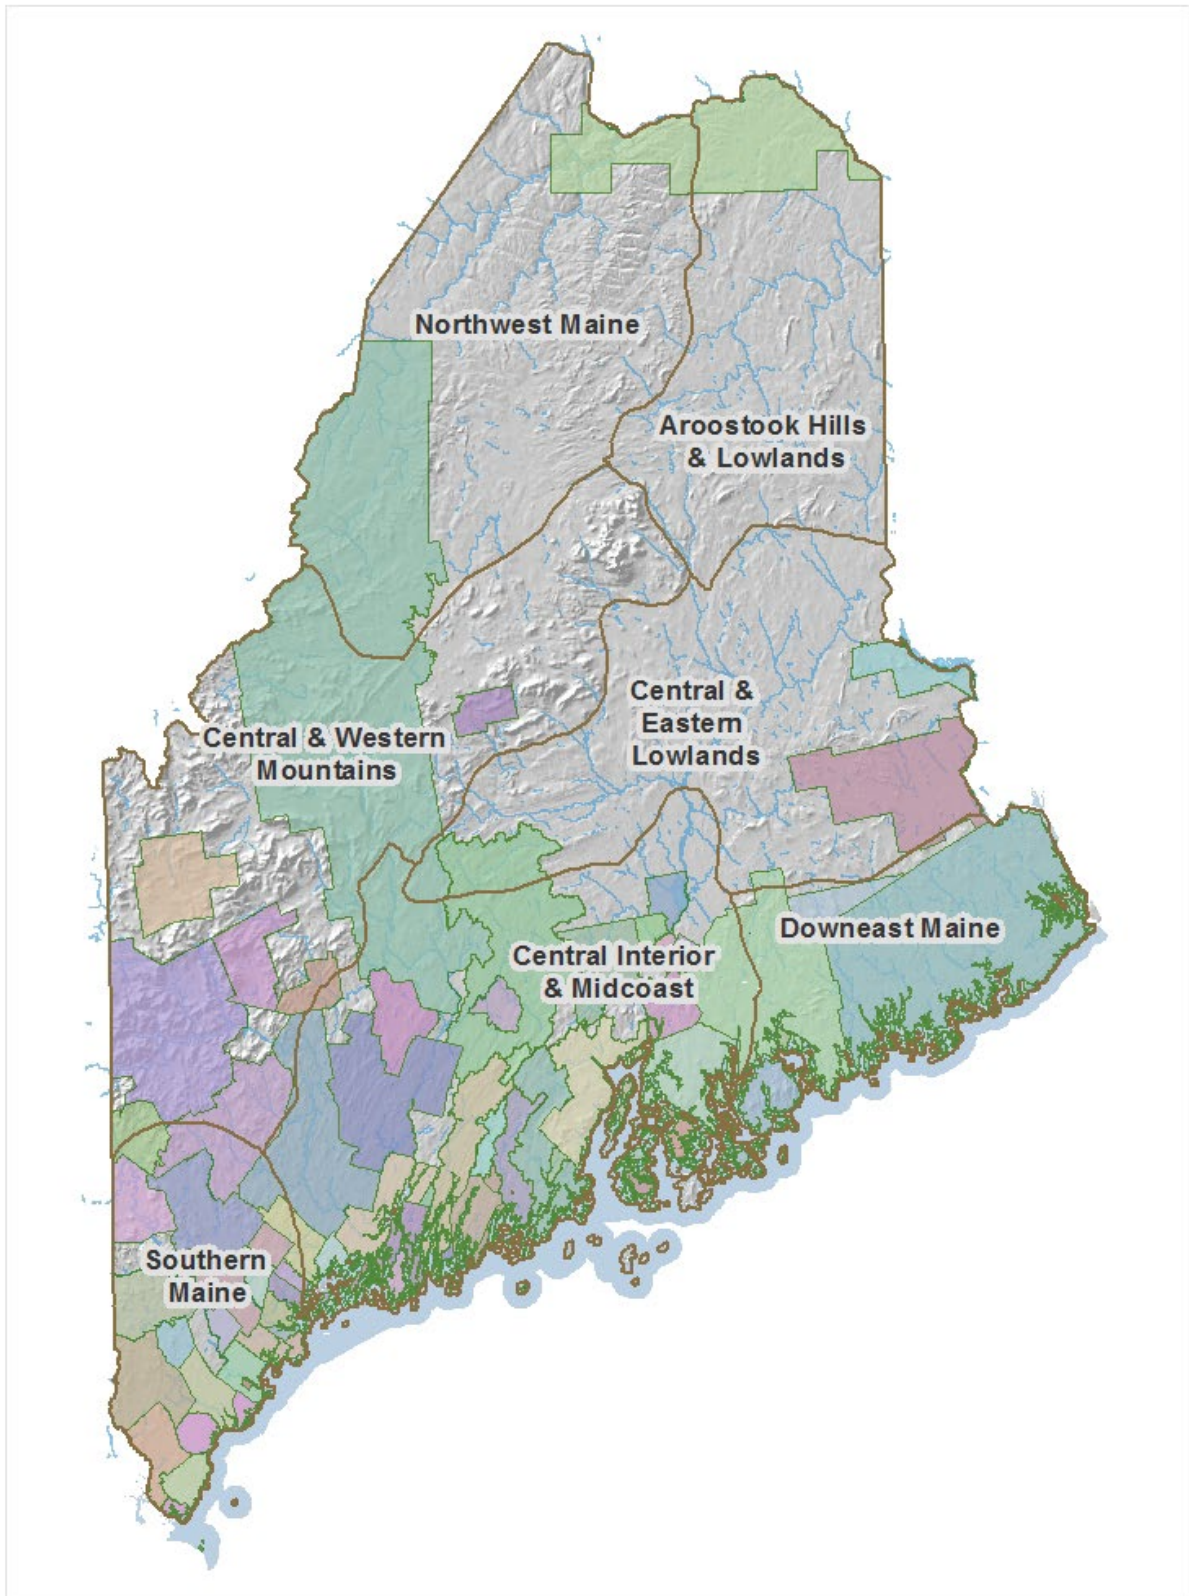 Northwest Maine
Aroostook Hills
& Lowlands
Central &
Eastern
Lowlands
Central & Western
Mountains
Downeast Maine
Central Interior
& Midcoast
Southern
Maine